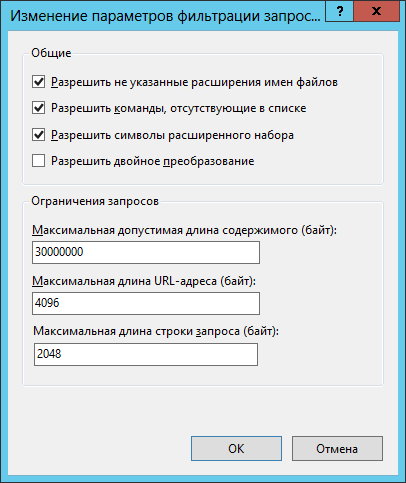 Изменение параметров фильтрации запрос...
?
x
Общие
Разрешить не указанные расширения имен файлов
Разрешить команды, отсутствующие в списке
Разрешить символы расширенного набора
Разрешить двойное преобразование
Ограничения запросов
Максимальная допустимая длина содержимого (байт):
30000000
Максимальная длина URL-адреса (байт):
4096
Максимальная длина строки запроса (байт):
2048
OK
Отмена